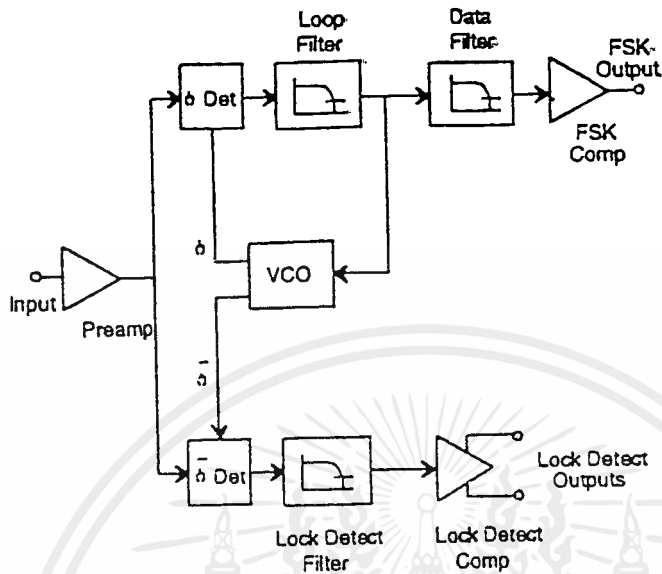 Loop
Filter
Data
Filter
FSK
Output
ò Det
FSK
Comp
ò
VCO
Input
Preamp
ò̄
ò̄ Det
Lock Detect
Outputs
Lock Detect
Filter
Lock Detect
Comp